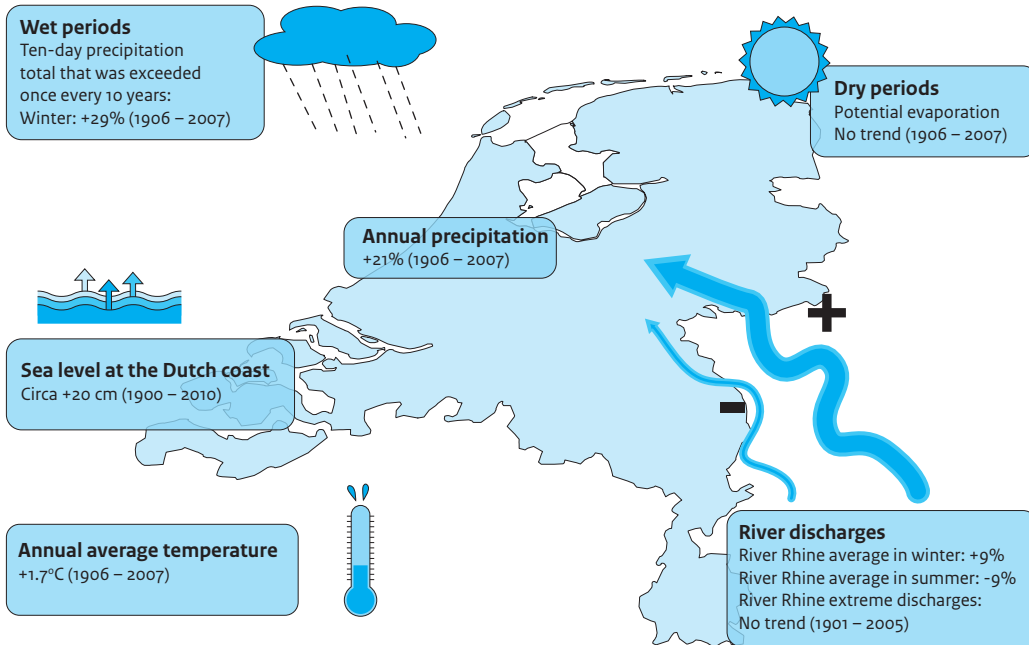 Wet periods
Ten-day precipitation
total that was exceeded
once every 10 years:
Winter: +29% (1906 – 2007)
Dry periods
Potential evaporation
No trend (1906 – 2007)
Annual precipitation
+21% (1906 – 2007)
+
Sea level at the Dutch coast
Circa +20 cm (1900 – 2010)
-
Annual average temperature
+1.7°C (1906 – 2007)
River discharges
River Rhine average in winter: +9%
River Rhine average in summer: -9%
River Rhine extreme discharges:
No trend (1901 – 2005)